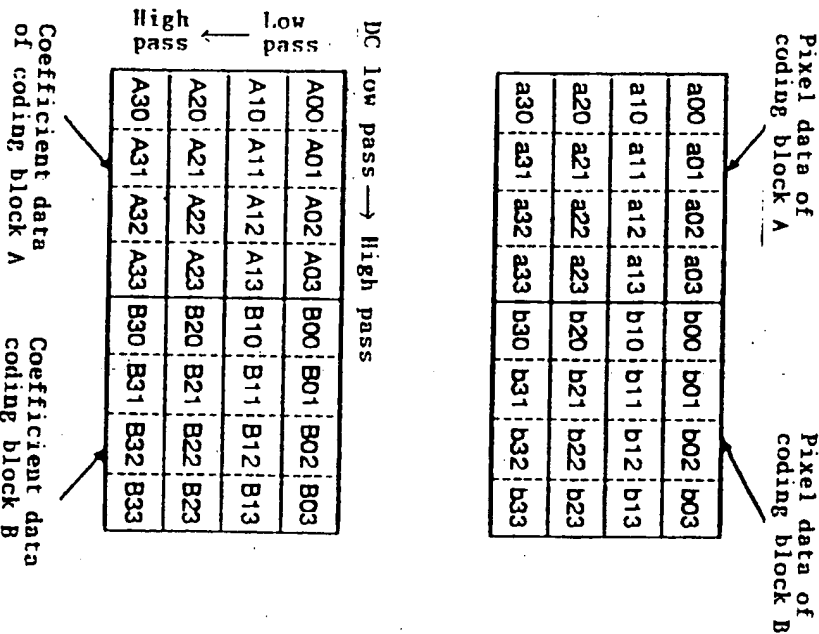 Pixel data of
coding block A
Pixel data of
coding block B
a00 a01 a02 a03 b00 b01 b02 b03
a10 a11 a12 a13 b10 b11 b12 b13
a20 a21 a22 a23 b20 b21 b22 b23
a30 a31 a32 a33 b30 b31 b32 b33
DC low pass → High pass
Low
pass
High
pass
A00 A01 A02 A03 B00 B01 B02 B03
A10 A11 A12 A13 B10 B11 B12 B13
A20 A21 A22 A23 B20 B21 B22 B23
A30 A31 A32 A33 B30 B31 B32 B33
Coefficient data
of coding block A
Coefficient data
coding block B